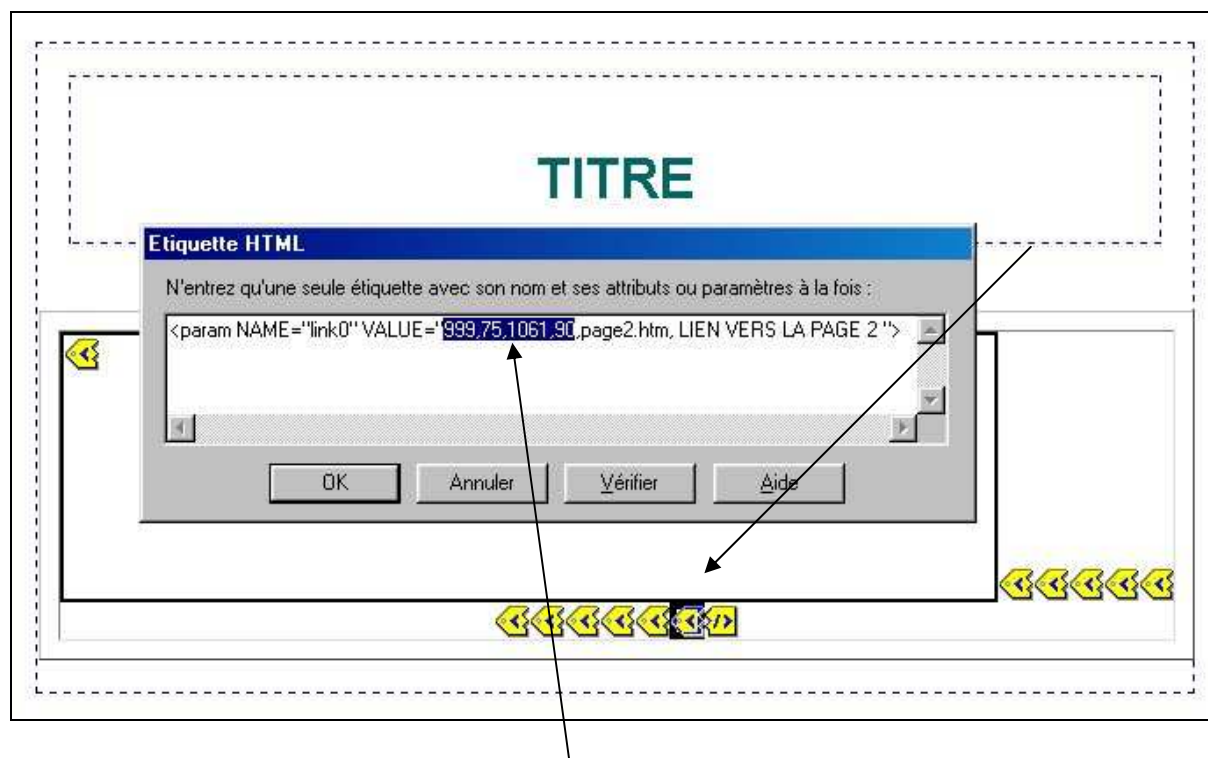 TITRE
Etiquette HTML
N'entrez qu'une seule étiquette avec son nom et ses attributs ou paramètres à la fois :
<param NAME="link0" VALUE="999,75,1061,90,page2.htm, LIEN VERS LA PAGE 2 ">
OK Annuler Vérifier Aide